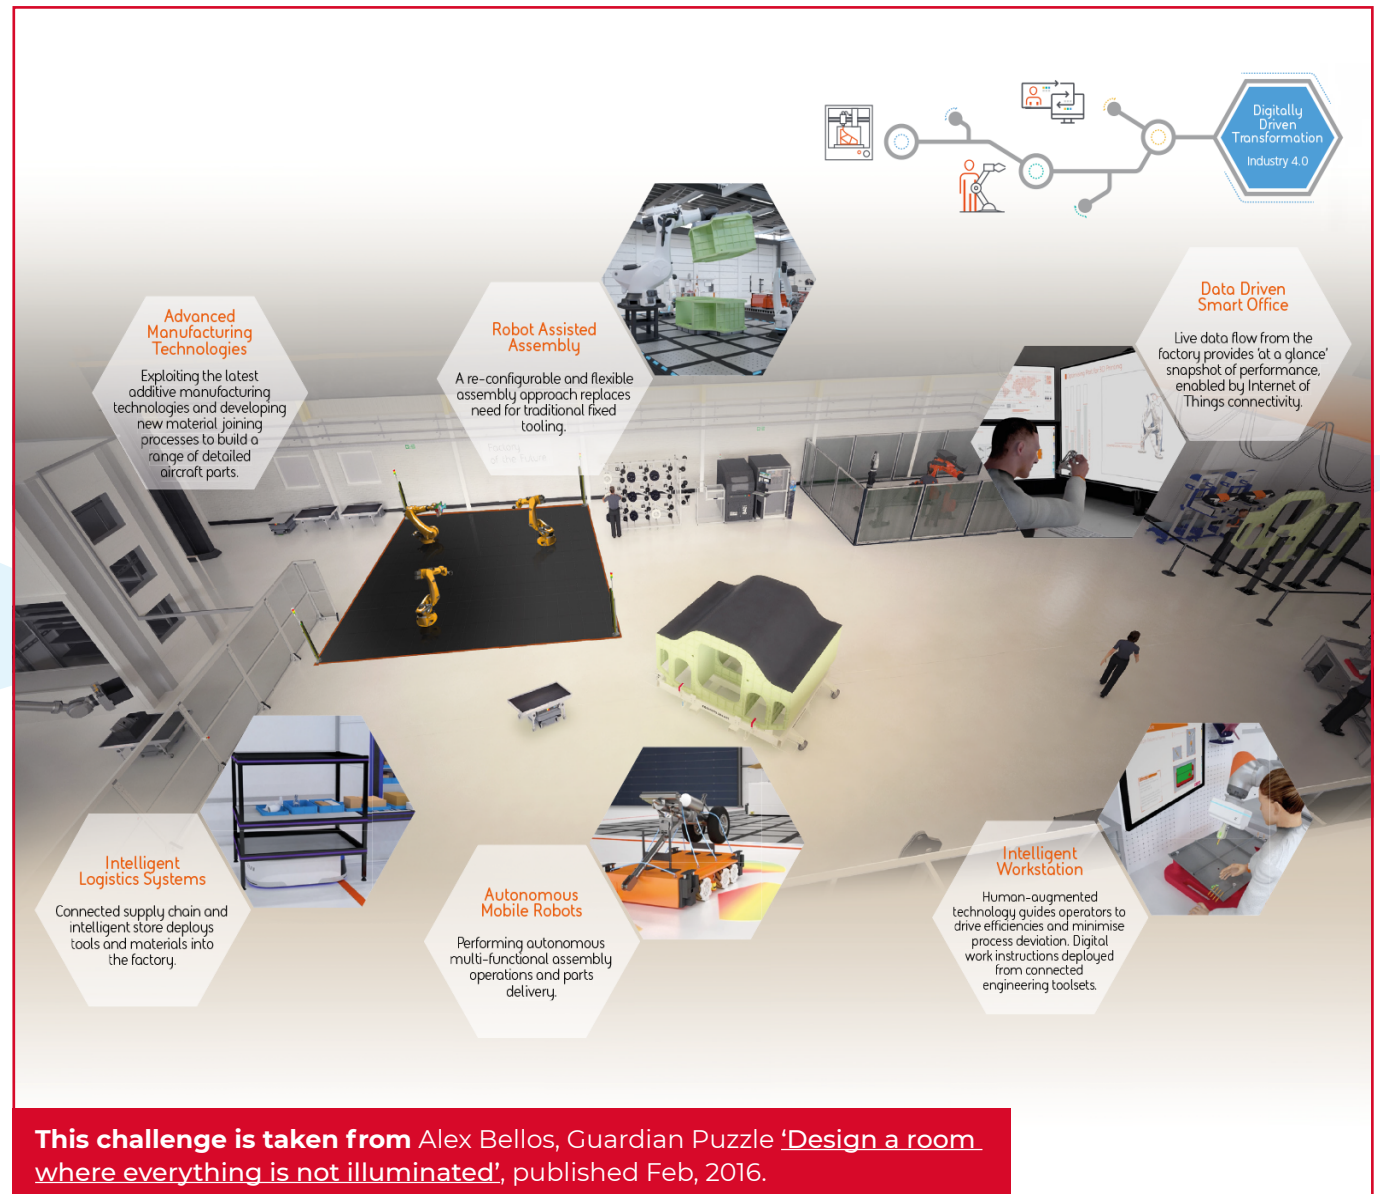 Digitally
Driven
Transformation
Industry 4.0
Data Driven
Smart Office
Live data flow from the
factory provides ‘at a glance’
snapshot of performance,
enabled by Internet of
Things connectivity.
Advanced
Manufacturing
Technologies
Exploiting the latest
additive manufacturing
technologies and developing
new material joining
processes to build a
range of detailed
aircraft parts.
Robot Assisted
Assembly
A re-configurable and flexible
assembly approach replaces
need for traditional fixed
tooling.
Factory
of the future
Intelligent
Logistics Systems
Connected supply chain and
intelligent store deploys
tools and materials into
the factory.
Autonomous
Mobile Robots
Performing autonomous
multi-functional assembly
operations and parts
delivery.
Intelligent
Workstation
Human-augmented
technology guides operators to
drive efficiencies and minimise
process deviation. Digital
work instructions deployed
from connected
engineering toolsets.
This challenge is taken from Alex Bellos, Guardian Puzzle ‘Design a room
where everything is not illuminated’, published Feb, 2016.